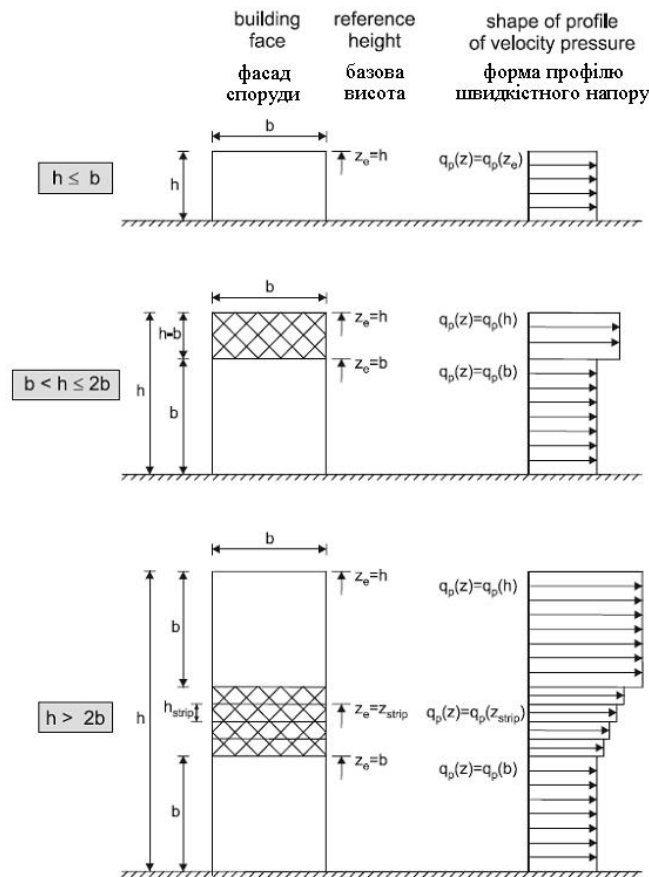 building face
reference height
shape of profile of velocity pressure
фасад споруди
базова висота
форма профілю швидкістного напору
h ≤ b
b
h
z_e=h
q_p(z)=q_p(z_e)
b < h ≤ 2b
b
h-b
h
b
z_e=h
z_e=b
q_p(z)=q_p(h)
q_p(z)=q_p(b)
h > 2b
b
h
b
h_strip
b
z_e=h
z_e=z_strip
z_e=b
q_p(z)=q_p(h)
q_p(z)=q_p(z_strip)
q_p(z)=q_p(b)